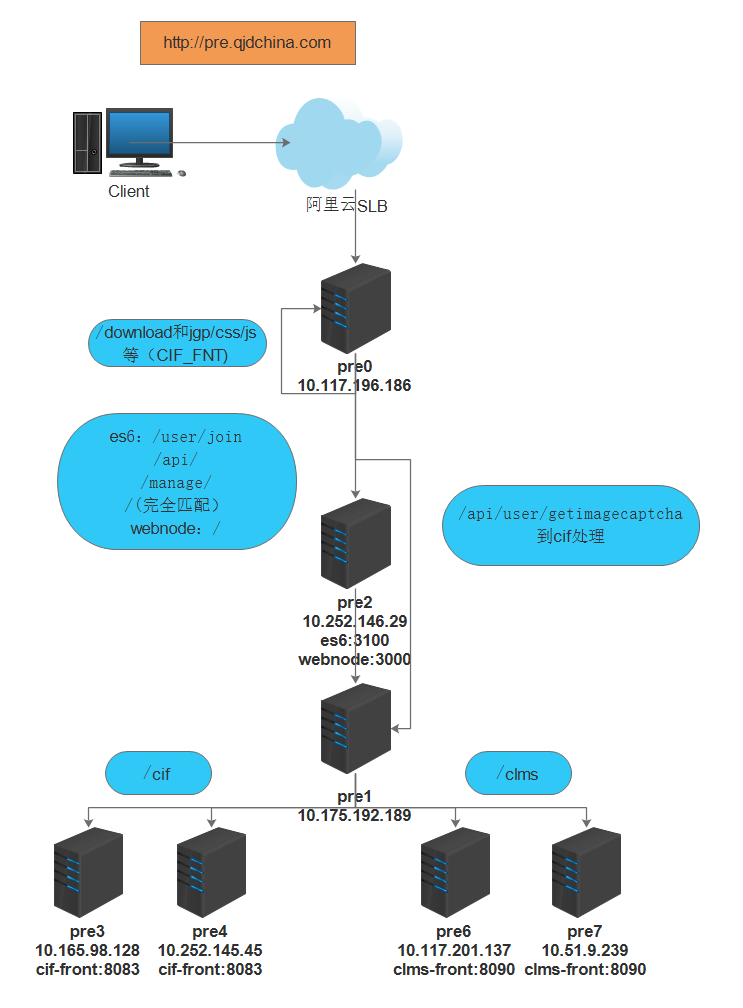 http://pre.qjdchina.com
Client
阿里云SLB
/download和jgp/css/js
等（CIF_FNT)
pre0
10.117.196.186
es6：/user/join
/api/
/manage/
/(完全匹配）
webnode：/
/api/user/getimagecaptcha
到cif处理
pre2
10.252.146.29
es6:3100
webnode:3000
/cif
/clms
pre1
10.175.192.189
pre3
10.165.98.128
cif-front:8083
pre4
10.252.145.45
cif-front:8083
pre6
10.117.201.137
clms-front:8090
pre7
10.51.9.239
clms-front:8090